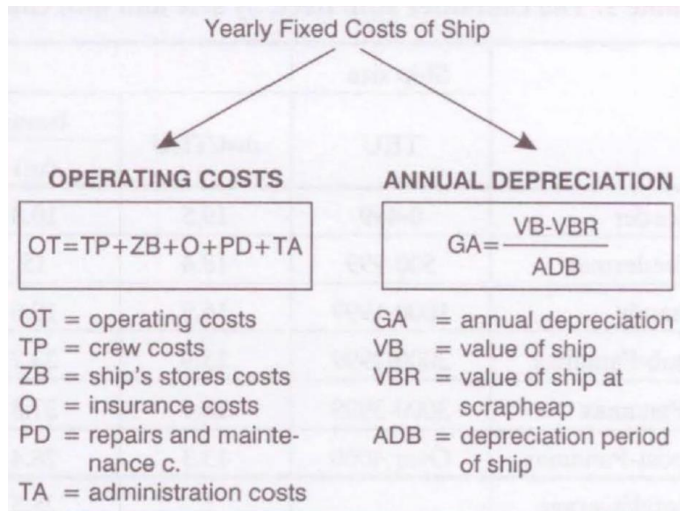 Yearly Fixed Costs of Ship
OPERATING COSTS
OT=TP+ZB+O+PD+TA
OT = operating costs
TP = crew costs
ZB = ship's stores costs
O = insurance costs
PD = repairs and mainte-
nance c.
TA = administration costs
ANNUAL DEPRECIATION
GA=
VB-VBR
ADB
GA = annual depreciation
VB = value of ship
VBR = value of ship at
scrapheap
ADB = depreciation period
of ship